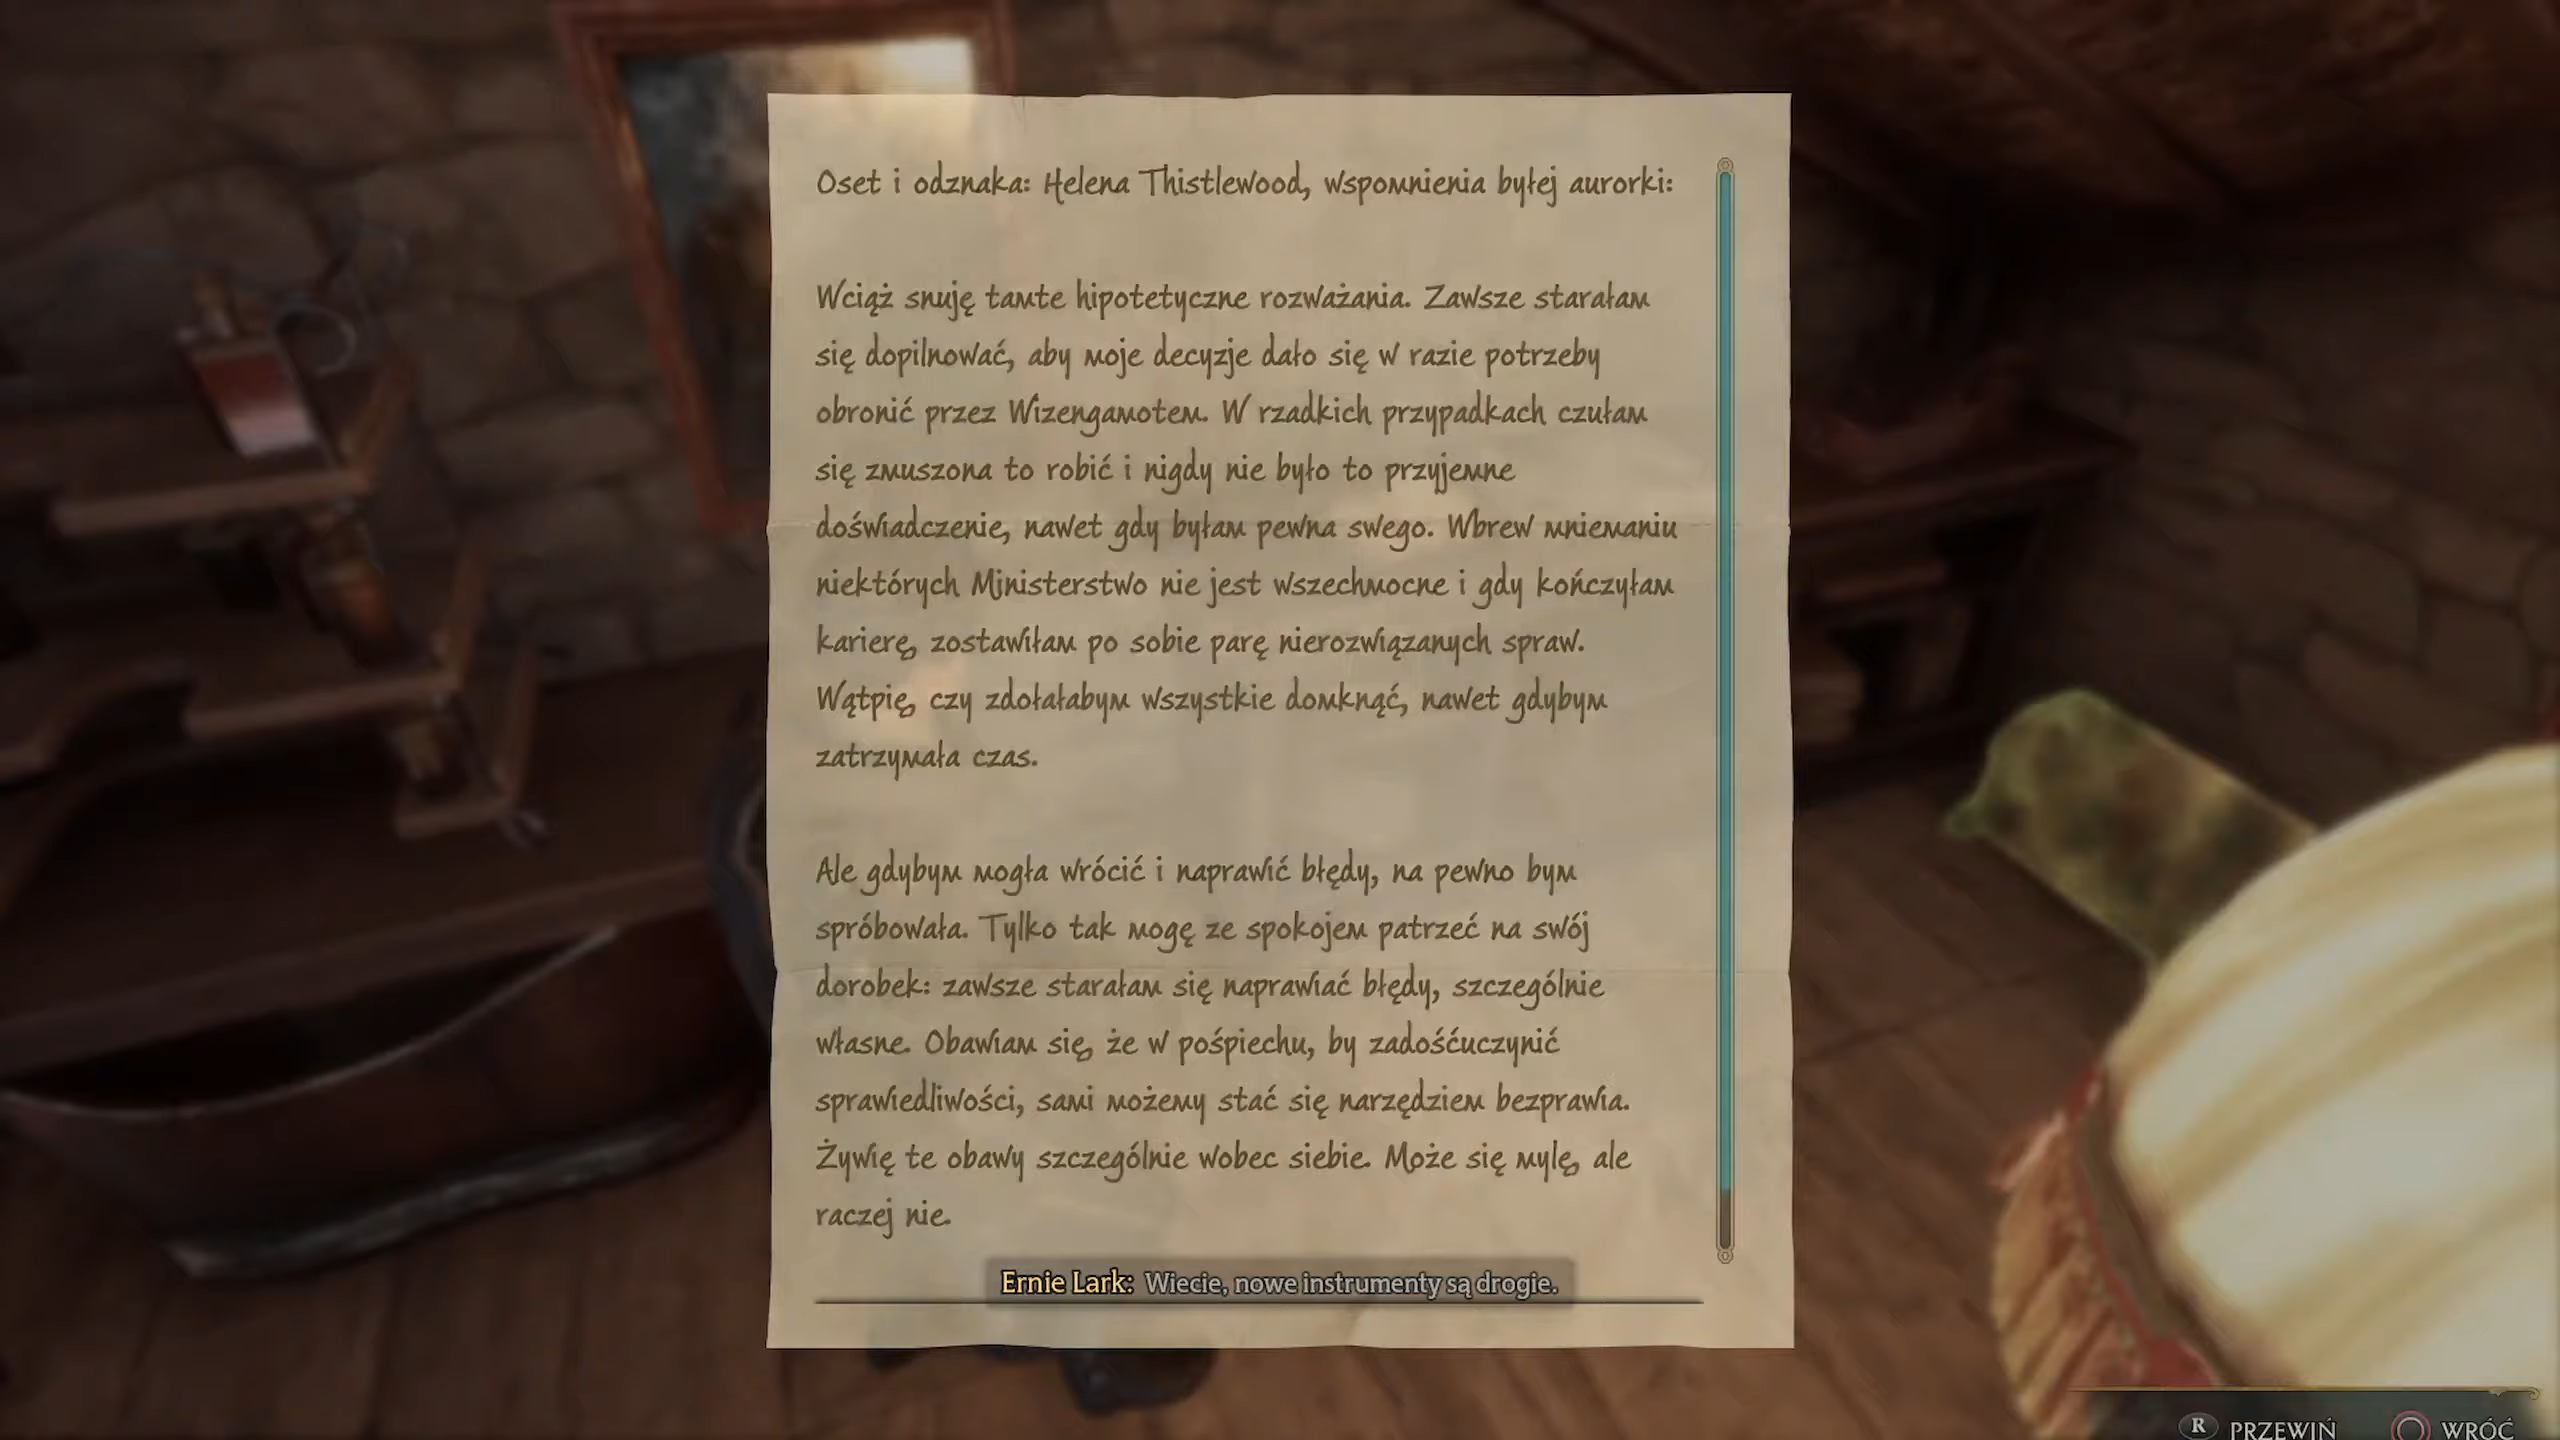 Oset i odznaka: Helena Thistlewood, wspomnienia byłej aurorki:
Wciąż snuję tamte hipotetyczne rozważania. Zawsze starałam
się dopilnować, aby moje decyzje dało się w razie potrzeby
obronić przez Wizengamotem. W rzadkich przypadkach czułam
się zmuszona to robić i nigdy nie było to przyjemne
doświadczenie, nawet gdy byłam pewna swego. Wbrew mniemaniu
niektórych Ministerstwo nie jest wszechmocne i gdy kończyłam
karierę, zostawiłam po sobie parę nierozwiązanych spraw.
Wątpię, czy zdołałabym wszystkie domknąć, nawet gdybym
zatrzymała czas.
Ale gdybym mogła wrócić i naprawić błędy, na pewno bym
spróbowała. Tylko tak mogę ze spokojem patrzeć na swój
dorobek: zawsze starałam się naprawiać błędy, szczególnie
własne. Obawiam się, że w pośpiechu, by zadośćuczynić
sprawiedliwości, sami możemy stać się narzędziem bezprawia.
Żywię te obawy szczególnie wobec siebie. Może się mylę, ale
raczej nie.
Ernie Lark: Wiecie, nowe instrumenty są drogie.
R PRZEWIŃ WRÓĆ